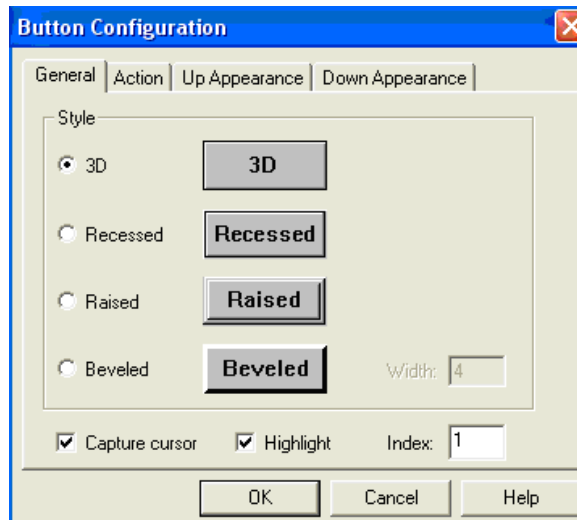 Button Configuration
General Action Up Appearance Down Appearance
Style
3D 3D
Recessed Recessed
Raised Raised
Beveled Beveled Width: 4
Capture cursor Highlight Index: 1
OK Cancel Help